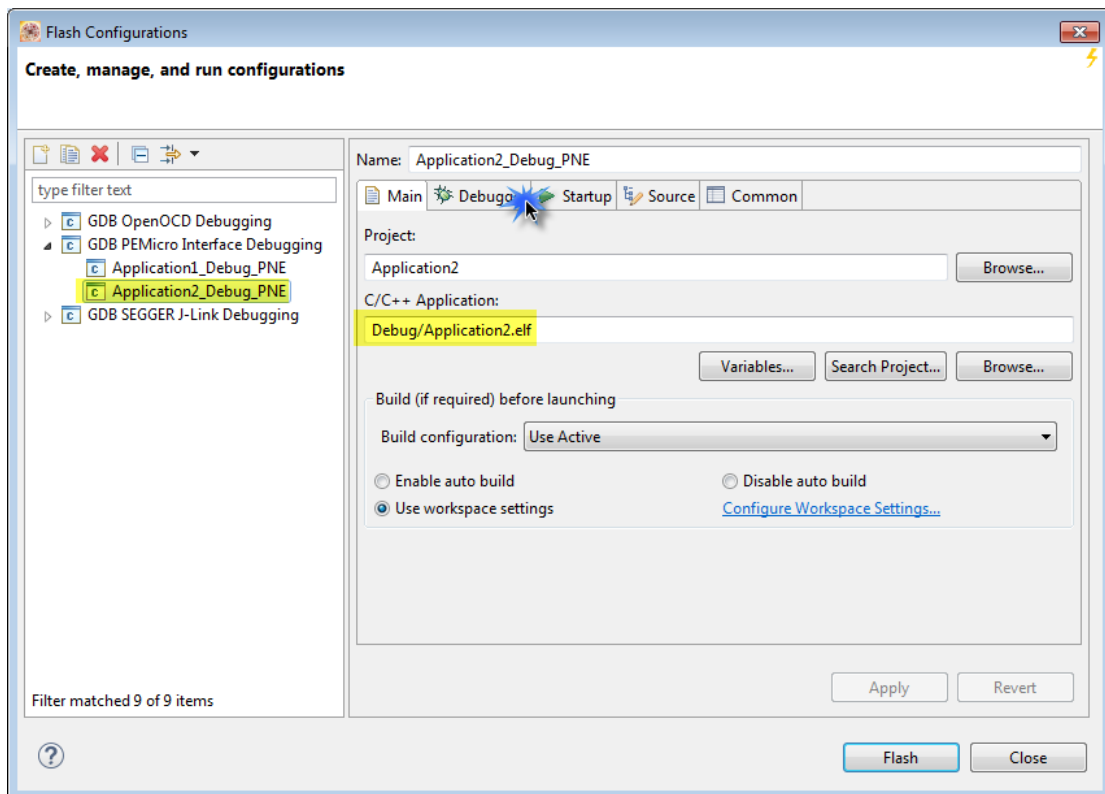 Flash Configurations
Create, manage, and run configurations
type filter text
GDB OpenOCD Debugging
GDB PEMicro Interface Debugging
Application1_Debug_PNE
Application2_Debug_PNE
GDB SEGGER J-Link Debugging
Filter matched 9 of 9 items
Name: Application2_Debug_PNE
Main Startup Source Common
Project:
Application2 Browse...
C/C++ Application:
Debug/Application2.elf
Variables... Search Project... Browse...
Build (if required) before launching
Build configuration: Use Active
Enable auto build Disable auto build
Use workspace settings Configure Workspace Settings...
Apply Revert
Flash Close